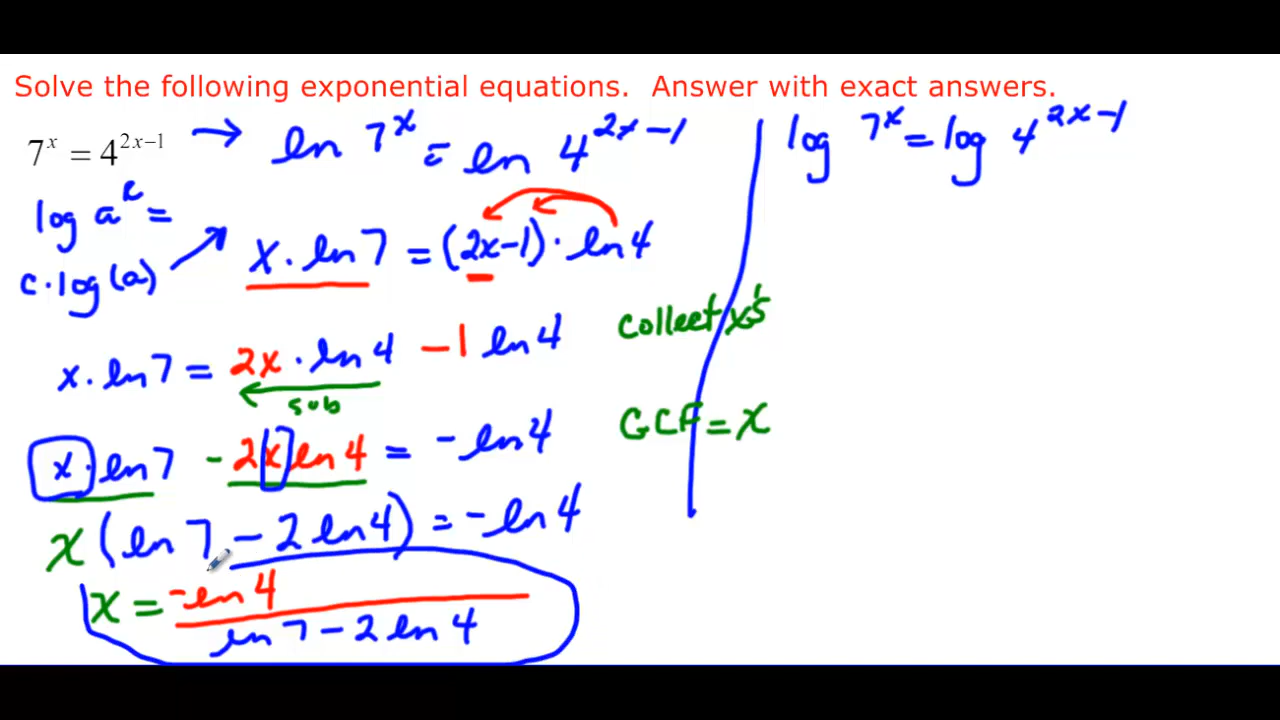 Solve the following exponential equations. Answer with exact answers.
7^x = 4^{2x-1} → ln 7^x = ln 4^{2x-1}
log a^c =
c·log(a)
x·ln 7 = (2x-1)·ln 4
x·ln 7 = 2x·ln 4 -1 ln 4
sub
collect x's
x·ln 7 - 2x ln 4 = -ln 4
GCF = x
x (ln 7 - 2 ln 4) = -ln 4
x = -ln 4 / ln 7 - 2 ln 4
log 7^x = log 4^{2x-1}